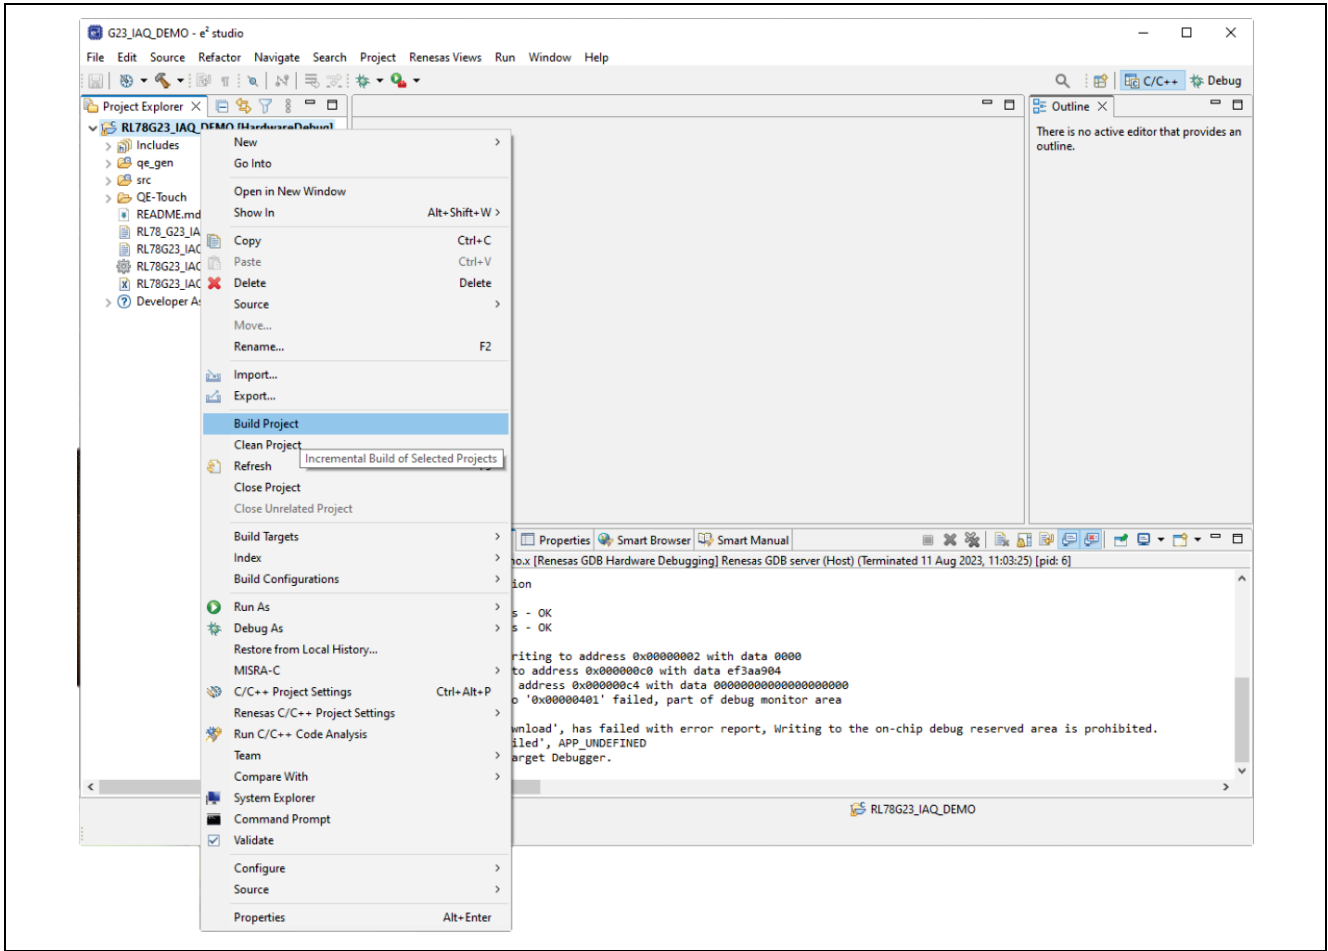 G23_IAQ_DEMO - e² studio
File Edit Source Refactor Navigate Search Project Renesas Views Run Window Help
C/C++ Debug
Project Explorer
Outline
RL78G23_IAQ_DEMO [HardwareDebug]
There is no active editor that provides an
outline.
Includes
qe_gen
src
QE-Touch
README.md
RL78_G23_IA
RL78G23_IAQ
RL78G23_IAQ
RL78G23_IAQ
Developer As
New
Go Into
Open in New Window
Show In Alt+Shift+W >
Copy Ctrl+C
Paste Ctrl+V
Delete Delete
Source
Move...
Rename... F2
Import...
Export...
Build Project
Clean Project
Incremental Build of Selected Projects
Refresh
Close Project
Close Unrelated Project
Build Targets
Index
Build Configurations
Run As
Debug As
Restore from Local History...
MISRA-C
C/C++ Project Settings Ctrl+Alt+P
Renesas C/C++ Project Settings
Run C/C++ Code Analysis
Team
Compare With
System Explorer
Command Prompt
Validate
Configure
Source
Properties Alt+Enter
Properties Smart Browser Smart Manual
no.x [Renesas GDB Hardware Debugging] Renesas GDB server (Host) (Terminated 11 Aug 2023, 11:03:25) [pid: 6]
ion
s - OK
s - OK
riting to address 0x00000002 with data 0000
to address 0x000000c0 with data ef3aa904
address 0x000000c4 with data 00000000000000000000
o '0x00000401' failed, part of debug monitor area
wnload', has failed with error report, Writing to the on-chip debug reserved area is prohibited.
iled', APP_UNDEFINED
arget Debugger.
RL78G23_IAQ_DEMO